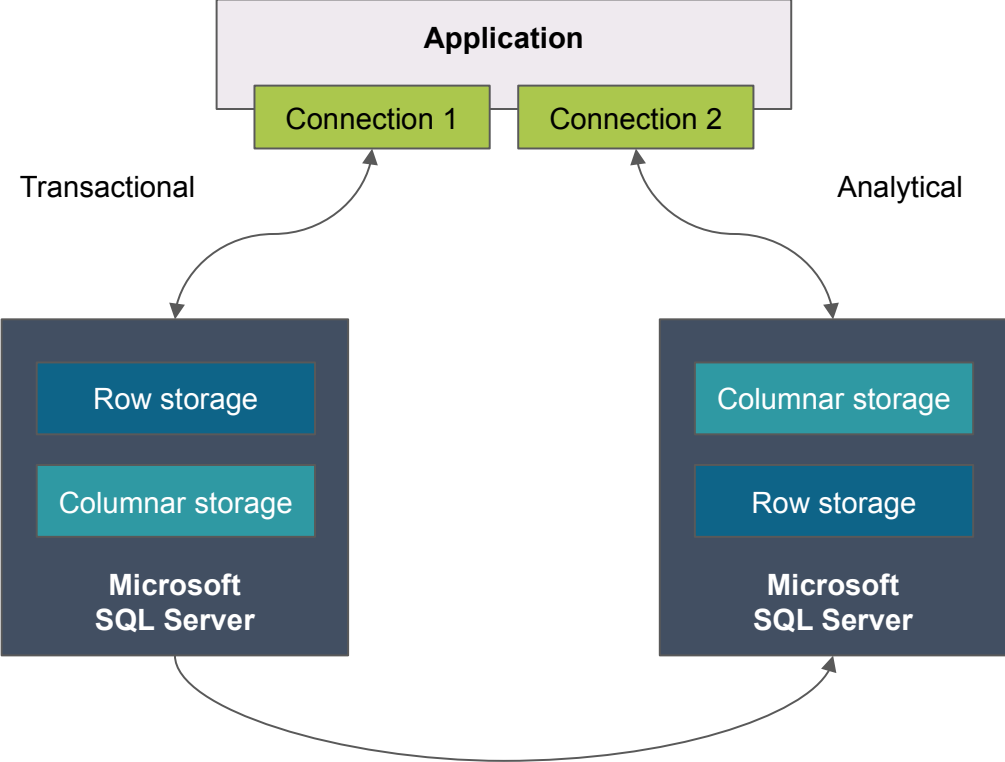 Application
Connection 1
Connection 2
Transactional
Analytical
Row storage
Columnar storage
Microsoft
SQL Server
Columnar storage
Row storage
Microsoft
SQL Server